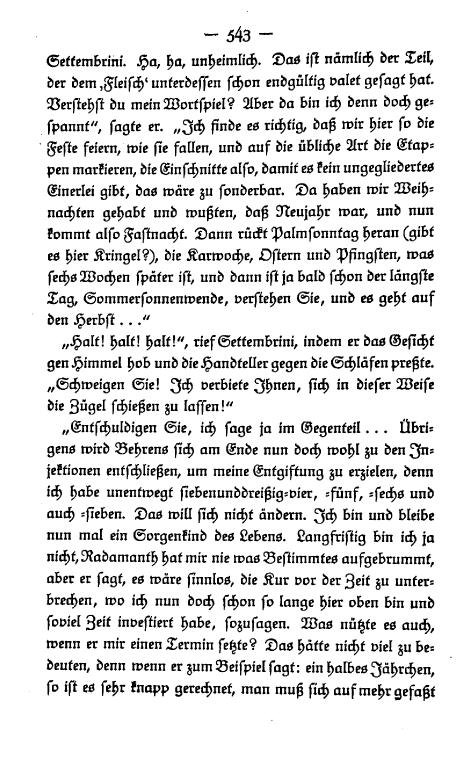 — 543 —
Settembrini. Ha, ha, unheimlich. Das ist nämlich der Teil,
der dem ‚Fleisch‘ unterdessen schon endgültig valet gesagt hat.
Verstehst du mein Wortspiel? Aber da bin ich denn doch ge-
spannt“, sagte er. „Ich finde es richtig, daß wir hier so die
Feste feiern, wie sie fallen, und auf die übliche Art die Etap-
pen markieren, die Einschnitte also, damit es kein ungegliedertes
Einerlei gibt, das wäre zu sonderbar. Da haben wir Weih-
nachten gehabt und wußten, daß Neujahr war, und nun
kommt also Fastnacht. Dann rückt Palmsonntag heran (gibt
es hier Kringel?), die Karwoche, Ostern und Pfingsten, was
sechs Wochen später ist, und dann ist ja bald schon der längste
Tag, Sommersonnenwende, verstehen Sie, und es geht auf
den Herbst . . .“
„Halt! halt! halt!“, rief Settembrini, indem er das Gesicht
gen Himmel hob und die Handteller gegen die Schläfen preßte.
„Schweigen Sie! Ich verbiete Ihnen, sich in dieser Weise
die Zügel schießen zu lassen!“
„Entschuldigen Sie, ich sage ja im Gegenteil . . . Übri-
gens wird Behrens sich am Ende nun doch wohl zu den In-
jektionen entschließen, um meine Entgiftung zu erzielen, denn
ich habe unentwegt siebenunddreißig-vier, -fünf, -sechs und
auch -sieben. Das will sich nicht ändern. Ich bin und bleibe
nun mal ein Sorgenkind des Lebens. Langfristig bin ich ja
nicht, Radamanth hat mir nie was Bestimmtes aufgebrummt,
aber er sagt, es wäre sinnlos, die Kur vor der Zeit zu unter-
brechen, wo ich nun doch schon so lange hier oben bin und
soviel Zeit investiert habe, sozusagen. Was nützte es auch,
wenn er mir einen Termin setzte? Das hätte nicht viel zu be-
deuten, denn wenn er zum Beispiel sagt: ein halbes Jährchen,
so ist es sehr knapp gerechnet, man muß sich auf mehr gefaßt